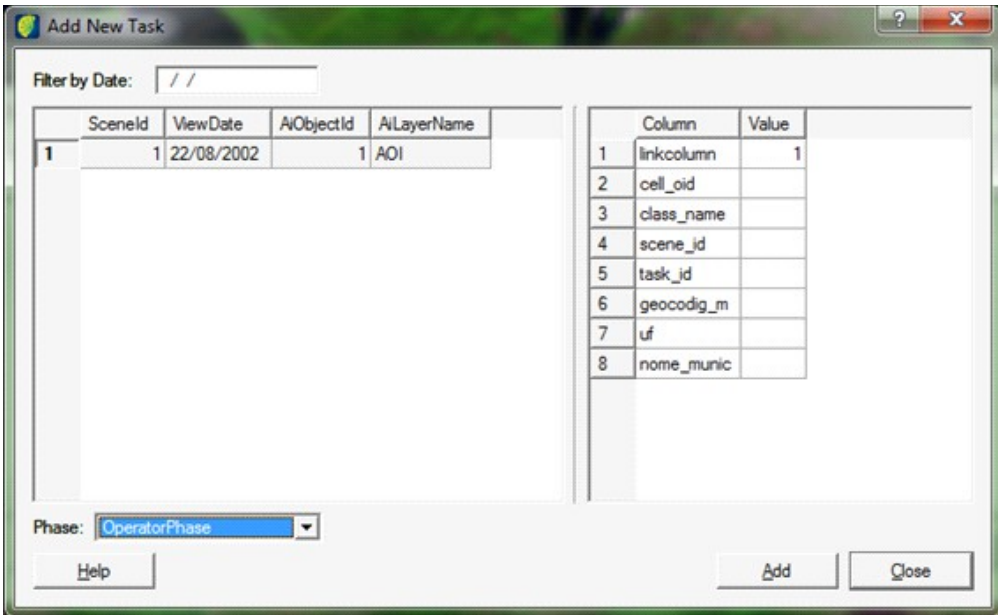 Add New Task
?
Filter by Date: / /
SceneId ViewDate AiObjectId AiLayerName
1 1 22/08/2002 1 AOI
Column Value
1 linkcolumn 1
2 cell_oid
3 class_name
4 scene_id
5 task_id
6 geocodig_m
7 uf
8 nome_munic
Phase: OperatorPhase
Help Add Close